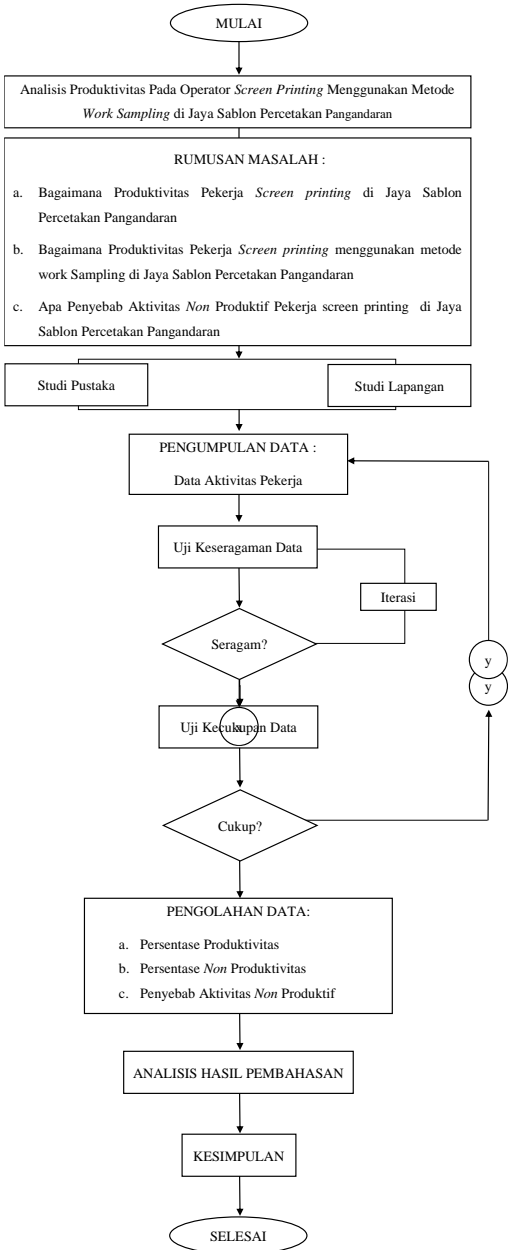 MULAI
Analisis Produktivitas Pada Operator Screen Printing Menggunakan Metode
Work Sampling di Jaya Sablon Percetakan Pangandaran
RUMUSAN MASALAH :
a. Bagaimana Produktivitas Pekerja Screen printing di Jaya Sablon
Percetakan Pangandaran
b. Bagaimana Produktivitas Pekerja Screen printing menggunakan metode
work Sampling di Jaya Sablon Percetakan Pangandaran
c. Apa Penyebab Aktivitas Non Produktif Pekerja screen printing di Jaya
Sablon Percetakan Pangandaran
Studi Pustaka
Studi Lapangan
PENGUMPULAN DATA :
Data Aktivitas Pekerja
Uji Keseragaman Data
Iterasi
Seragam?
y
y
Uji Kecukupan Data
Cukup?
PENGOLAHAN DATA:
a. Persentase Produktivitas
b. Persentase Non Produktivitas
c. Penyebab Aktivitas Non Produktif
ANALISIS HASIL PEMBAHASAN
KESIMPULAN
SELESAI